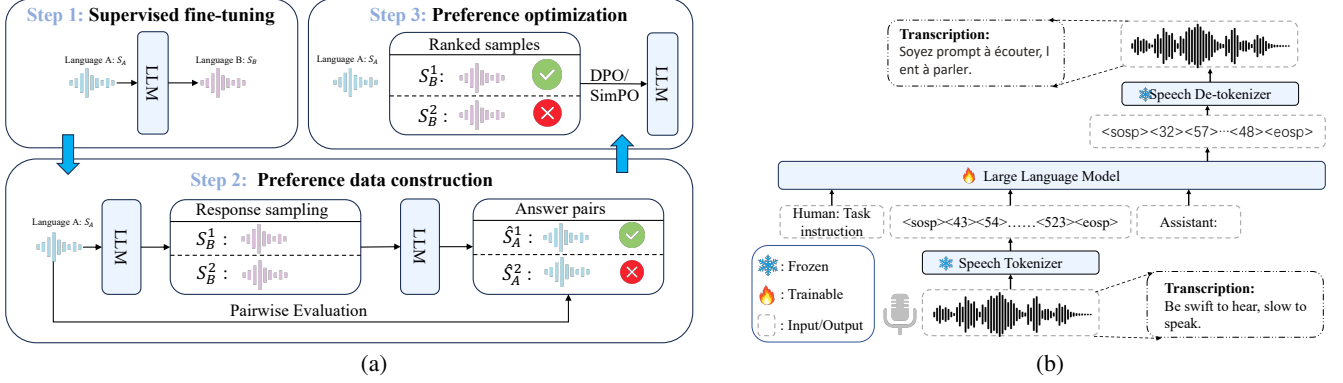 Step 1: Supervised fine-tuning
Language A: S_A
LLM
Language B: S_B
Step 3: Preference optimization
Language A: S_A
Ranked samples
S_B^1 :
S_B^2 :
DPO/
SimPO
LLM
Step 2: Preference data construction
Language A: S_A
LLM
Response sampling
S_B^1 :
S_B^2 :
LLM
Answer pairs
Ŝ_A^1 :
Ŝ_A^2 :
Pairwise Evaluation
(a)
Transcription:
Soyez prompt à écouter, l
ent à parler.
Speech De-tokenizer
<sosp><32><57>···<48><eosp>
Large Language Model
Human: Task
instruction
<sosp><43><54>……<523><eosp>
Assistant:
Speech Tokenizer
: Frozen
: Trainable
: Input/Output
Transcription:
Be swift to hear, slow to
speak.
(b)